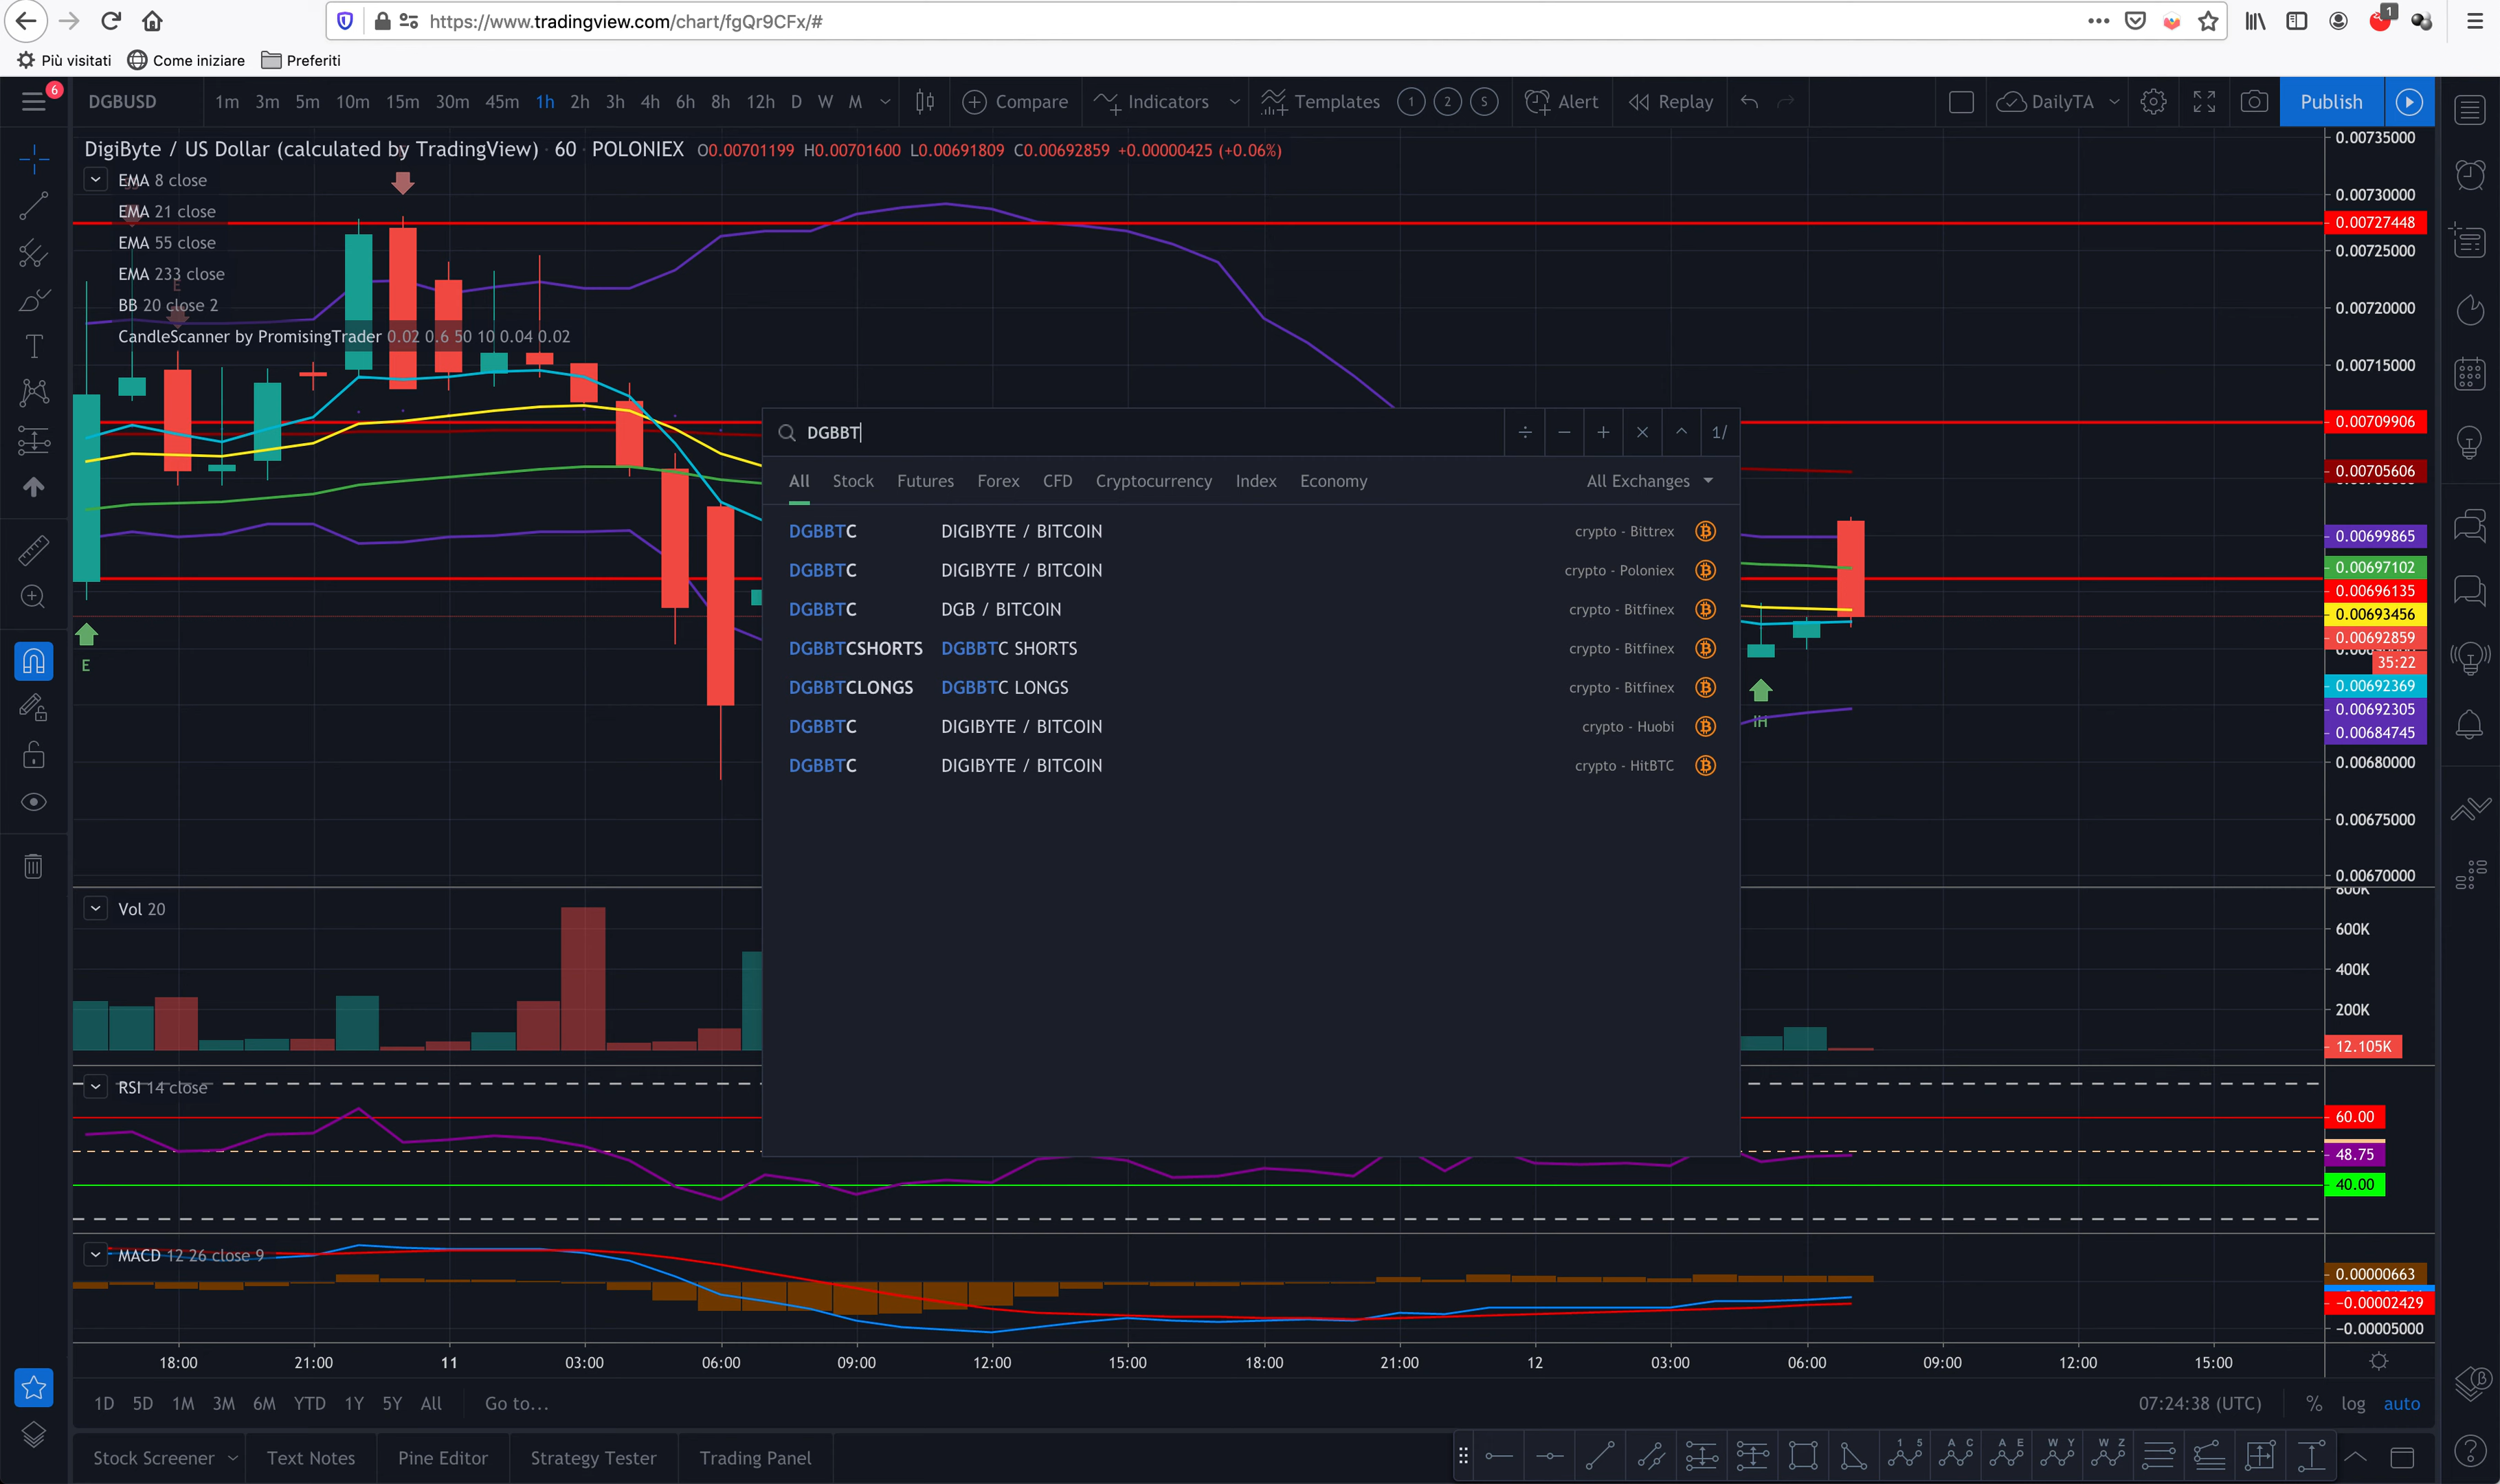 1
https://www.tradingview.com/chart/fgQr9CFx/#
Più visitati Come iniziare Preferiti
6
DGBUSD 1m 3m 5m 10m 15m 30m 45m 1h 2h 3h 4h 6h 8h 12h D W M Compare Indicators Templates 1 2 S Alert Replay DailyTA Publish
DigiByte / US Dollar (calculated by TradingView) · 60 · POLONIEX O0.00701199 H0.00701600 L0.00691809 C0.00692859 +0.00000425 (+0.06%)
EMA 8 close
EMA 21 close
EMA 55 close
EMA 233 close
E
BB 20 close 2
CandleScanner by PromisingTrader 0.02 0.6 50 10 0.04 0.02
E
IH
0.00735000
0.00730000
0.00727448
0.00725000
0.00720000
0.00715000
0.00709906
0.00705606
0.00699865
0.00697102
0.00696135
0.00693456
0.00692859
35:22
0.00692369
0.00692305
0.00684745
0.00680000
0.00675000
0.00670000
DGBBT ÷ − + × ^ 1/
All Stock Futures Forex CFD Cryptocurrency Index Economy All Exchanges
DGBBTC DIGIBYTE / BITCOIN crypto - Bittrex
DGBBTC DIGIBYTE / BITCOIN crypto - Poloniex
DGBBTC DGB / BITCOIN crypto - Bitfinex
DGBBTCSHORTS DGBBTC SHORTS crypto - Bitfinex
DGBBTCLONGS DGBBTC LONGS crypto - Bitfinex
DGBBTC DIGIBYTE / BITCOIN crypto - Huobi
DGBBTC DIGIBYTE / BITCOIN crypto - HitBTC
Vol 20
800K
600K
400K
200K
12.105K
RSI 14 close
60.00
48.75
40.00
MACD 12 26 close 9
0.00000663
−0.00002429
−0.00005000
18:00 21:00 11 03:00 06:00 09:00 12:00 15:00 18:00 21:00 12 03:00 06:00 09:00 12:00 15:00
1D 5D 1M 3M 6M YTD 1Y 5Y All Go to... 07:24:38 (UTC) % log auto
Stock Screener Text Notes Pine Editor Strategy Tester Trading Panel 1 5 A C A E W Y W Z